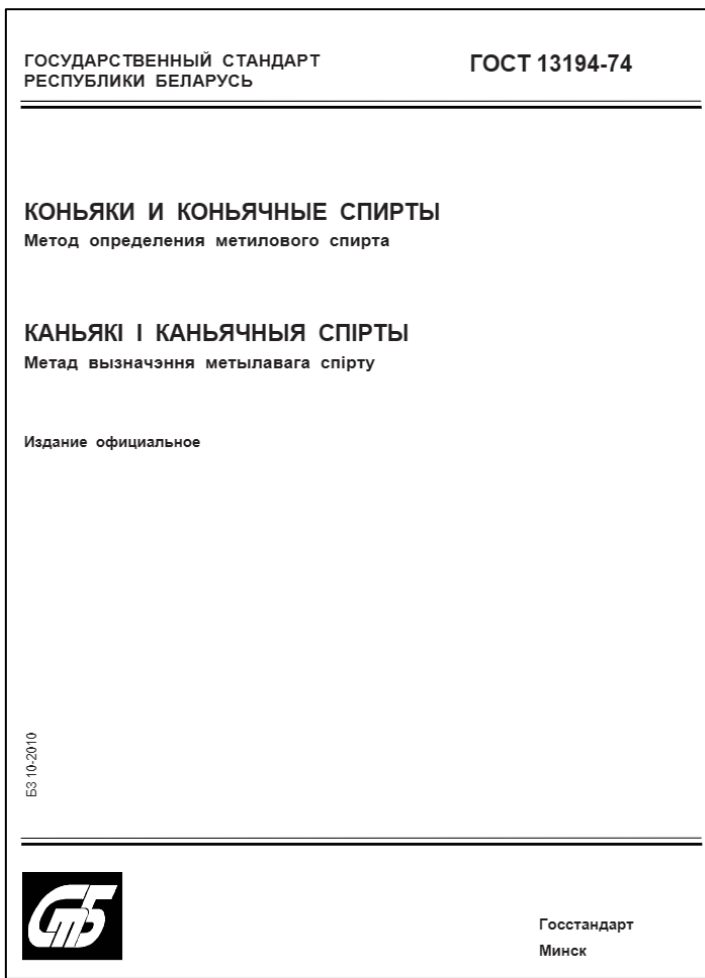 ГОСУДАРСТВЕННЫЙ СТАНДАРТ
РЕСПУБЛИКИ БЕЛАРУСЬ
ГОСТ 13194-74
КОНЬЯКИ И КОНЬЯЧНЫЕ СПИРТЫ
Метод определения метилового спирта
КАНЬЯКІ І КАНЬЯЧНЫЯ СПІРТЫ
Метад вызначэння метылавага спірту
Издание официальное
БЗ 10-2010
СТБ
Госстандарт
Минск